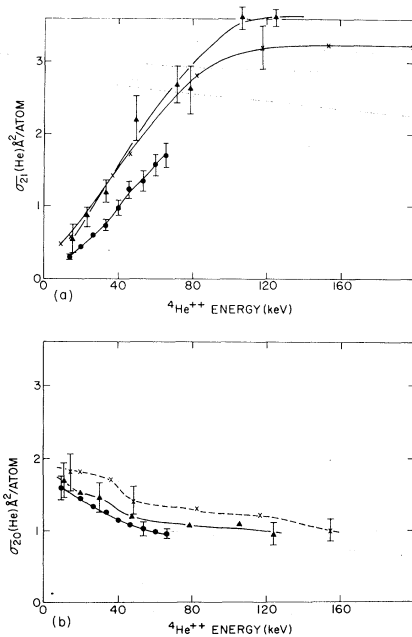 3
2
1
0
σ21(He)Å²/ATOM
0 40 80 120 160
(a) ⁴He⁺⁺ ENERGY (keV)
3
2
1
0
σ20(He)Å²/ATOM
0 40 80 120 160
(b) ⁴He⁺⁺ ENERGY (keV)